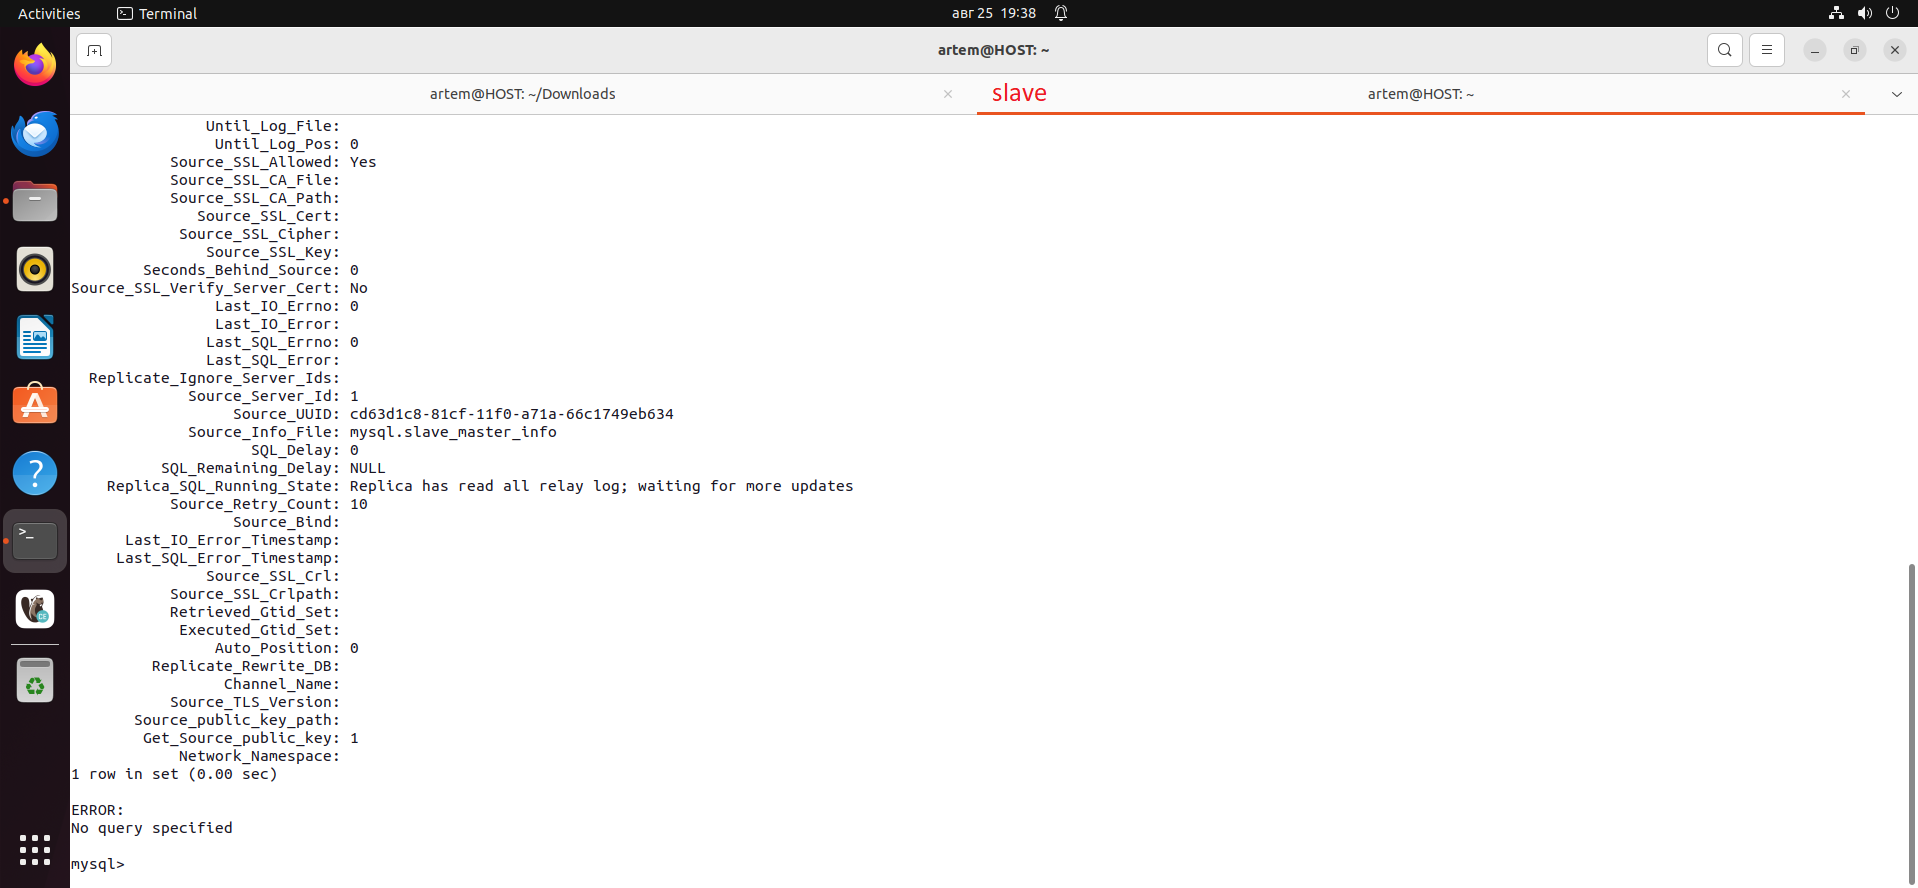 Activities
Terminal
авг 25 19:38
artem@HOST: ~
artem@HOST: ~/Downloads
slave
artem@HOST: ~
Until_Log_File:
Until_Log_Pos: 0
Source_SSL_Allowed: Yes
Source_SSL_CA_File:
Source_SSL_CA_Path:
Source_SSL_Cert:
Source_SSL_Cipher:
Source_SSL_Key:
Seconds_Behind_Source: 0
Source_SSL_Verify_Server_Cert: No
Last_IO_Errno: 0
Last_IO_Error:
Last_SQL_Errno: 0
Last_SQL_Error:
Replicate_Ignore_Server_Ids:
Source_Server_Id: 1
Source_UUID: cd63d1c8-81cf-11f0-a71a-66c1749eb634
Source_Info_File: mysql.slave_master_info
SQL_Delay: 0
SQL_Remaining_Delay: NULL
Replica_SQL_Running_State: Replica has read all relay log; waiting for more updates
Source_Retry_Count: 10
Source_Bind:
Last_IO_Error_Timestamp:
Last_SQL_Error_Timestamp:
Source_SSL_Crl:
Source_SSL_Crlpath:
Retrieved_Gtid_Set:
Executed_Gtid_Set:
Auto_Position: 0
Replicate_Rewrite_DB:
Channel_Name:
Source_TLS_Version:
Source_public_key_path:
Get_Source_public_key: 1
Network_Namespace:
1 row in set (0.00 sec)
ERROR:
No query specified
mysql>